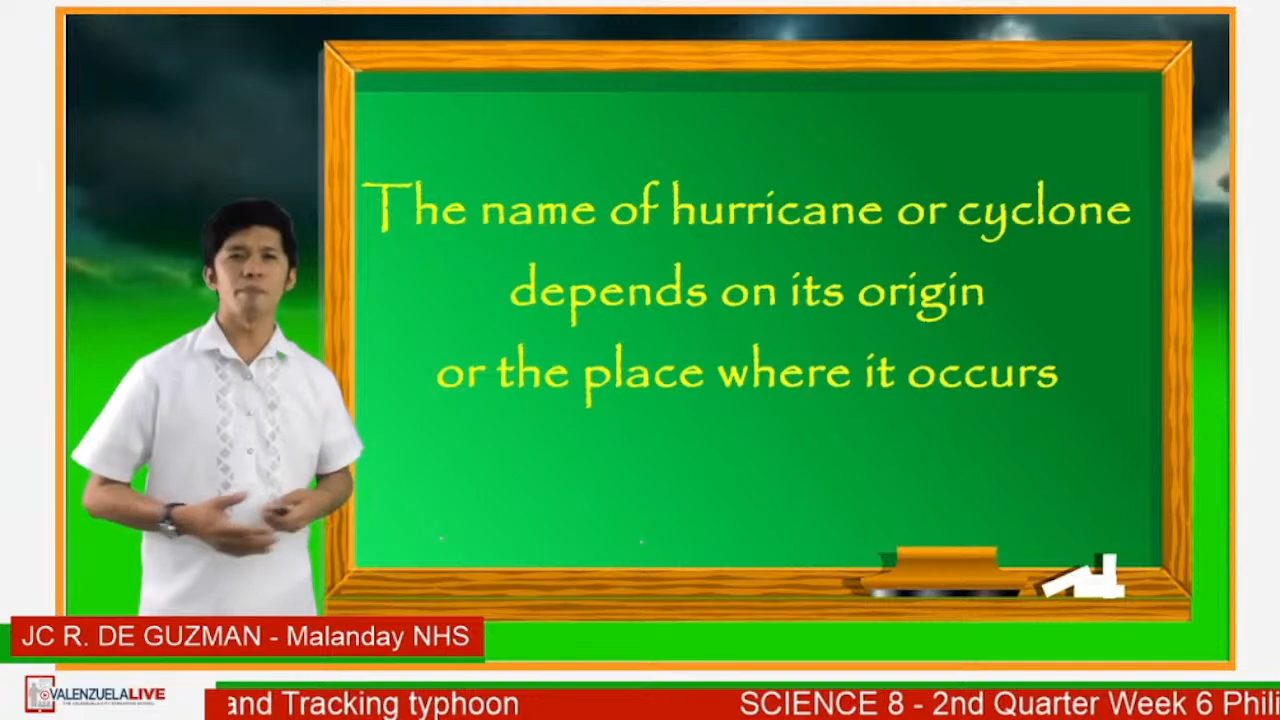 The name of hurricane or cyclone
depends on its origin
or the place where it occurs
JC R. DE GUZMAN - Malanday NHS
VALENZUELALIVE
and Tracking typhoon
SCIENCE 8 - 2nd Quarter Week 6 Phili